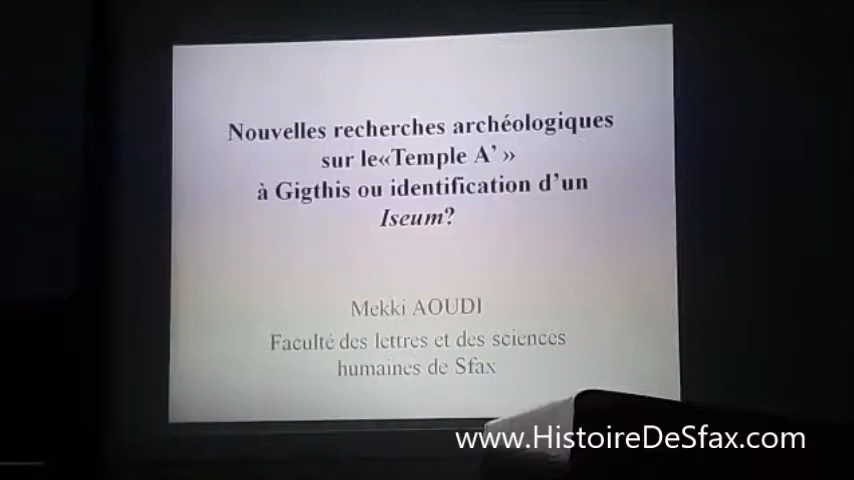 Nouvelles recherches archéologiques
sur le«Temple A’ »
à Gigthis ou identification d’un
Iseum?
Mekki AOUDI
Faculté des lettres et des sciences
humaines de Sfax
www.HistoireDeSfax.com